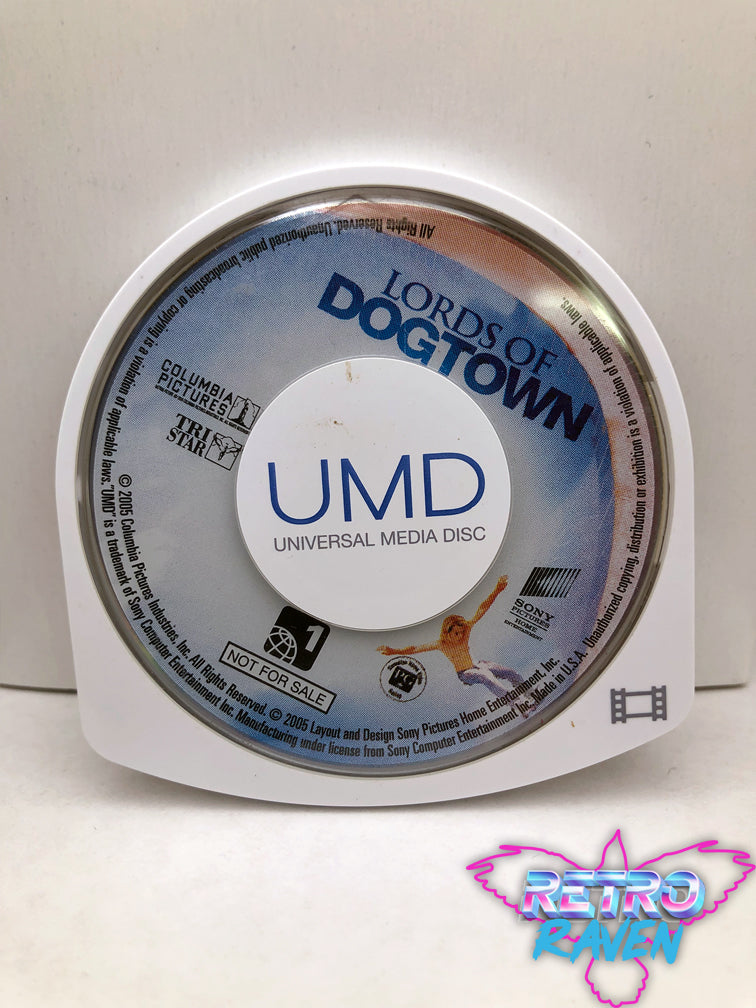 LORDS OF
DOGTOWN
COLUMBIA
PICTURES
TRI
STAR
UMD
UNIVERSAL MEDIA DISC
1
NOT FOR SALE
SONY
PICTURES
HOME
ENTERTAINMENT
© 2005 Columbia Pictures Industries, Inc. All Rights Reserved. © 2005 Layout and Design Sony Pictures Home Entertainment, Inc.
All Rights Reserved. Unauthorized public broadcasting or copying is a violation of applicable laws. "UMD" is a trademark of Sony Computer Entertainment Inc. Manufacturing under license from Sony Computer Entertainment Inc. Made in U.S.A. Unauthorized copying, distribution or exhibition is a violation of applicable laws.
RETRO
RAVEN